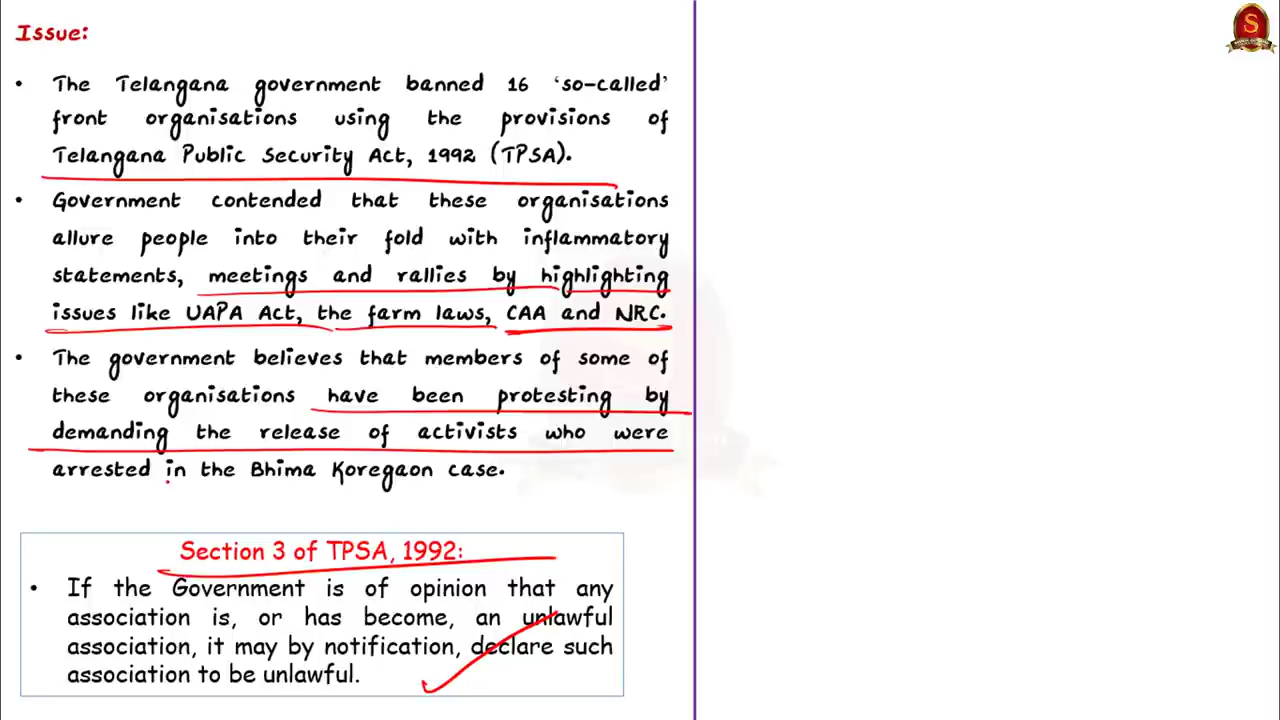 Issue:
• The Telangana government banned 16 ‘so-called’
front organisations using the provisions of
Telangana Public Security Act, 1992 (TPSA).
• Government contended that these organisations
allure people into their fold with inflammatory
statements, meetings and rallies by highlighting
issues like UAPA Act, the farm laws, CAA and NRC.
• The government believes that members of some of
these organisations have been protesting by
demanding the release of activists who were
arrested in the Bhima Koregaon case.
Section 3 of TPSA, 1992:
• If the Government is of opinion that any
association is, or has become, an unlawful
association, it may by notification, declare such
association to be unlawful.
S